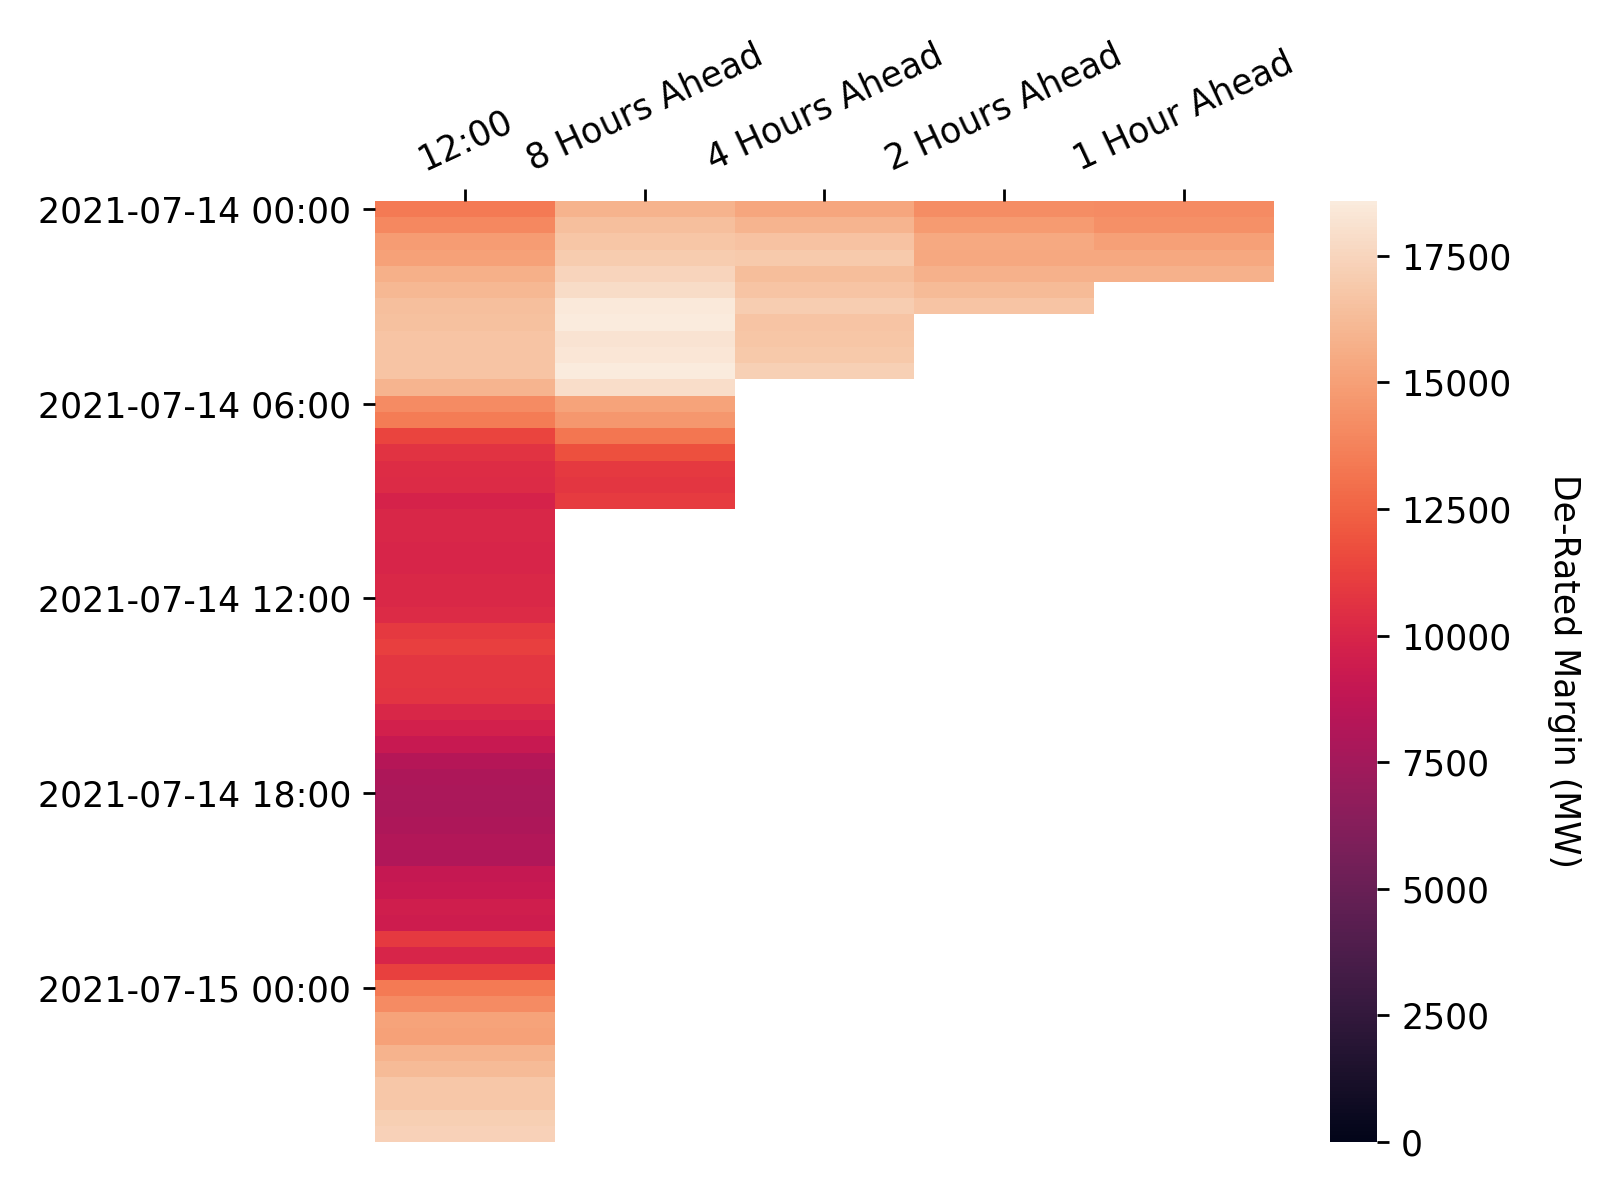 12:00
8 Hours Ahead
4 Hours Ahead
2 Hours Ahead
1 Hour Ahead
2021-07-14 00:00
2021-07-14 06:00
2021-07-14 12:00
2021-07-14 18:00
2021-07-15 00:00
17500
15000
12500
10000
7500
5000
2500
0
De-Rated Margin (MW)